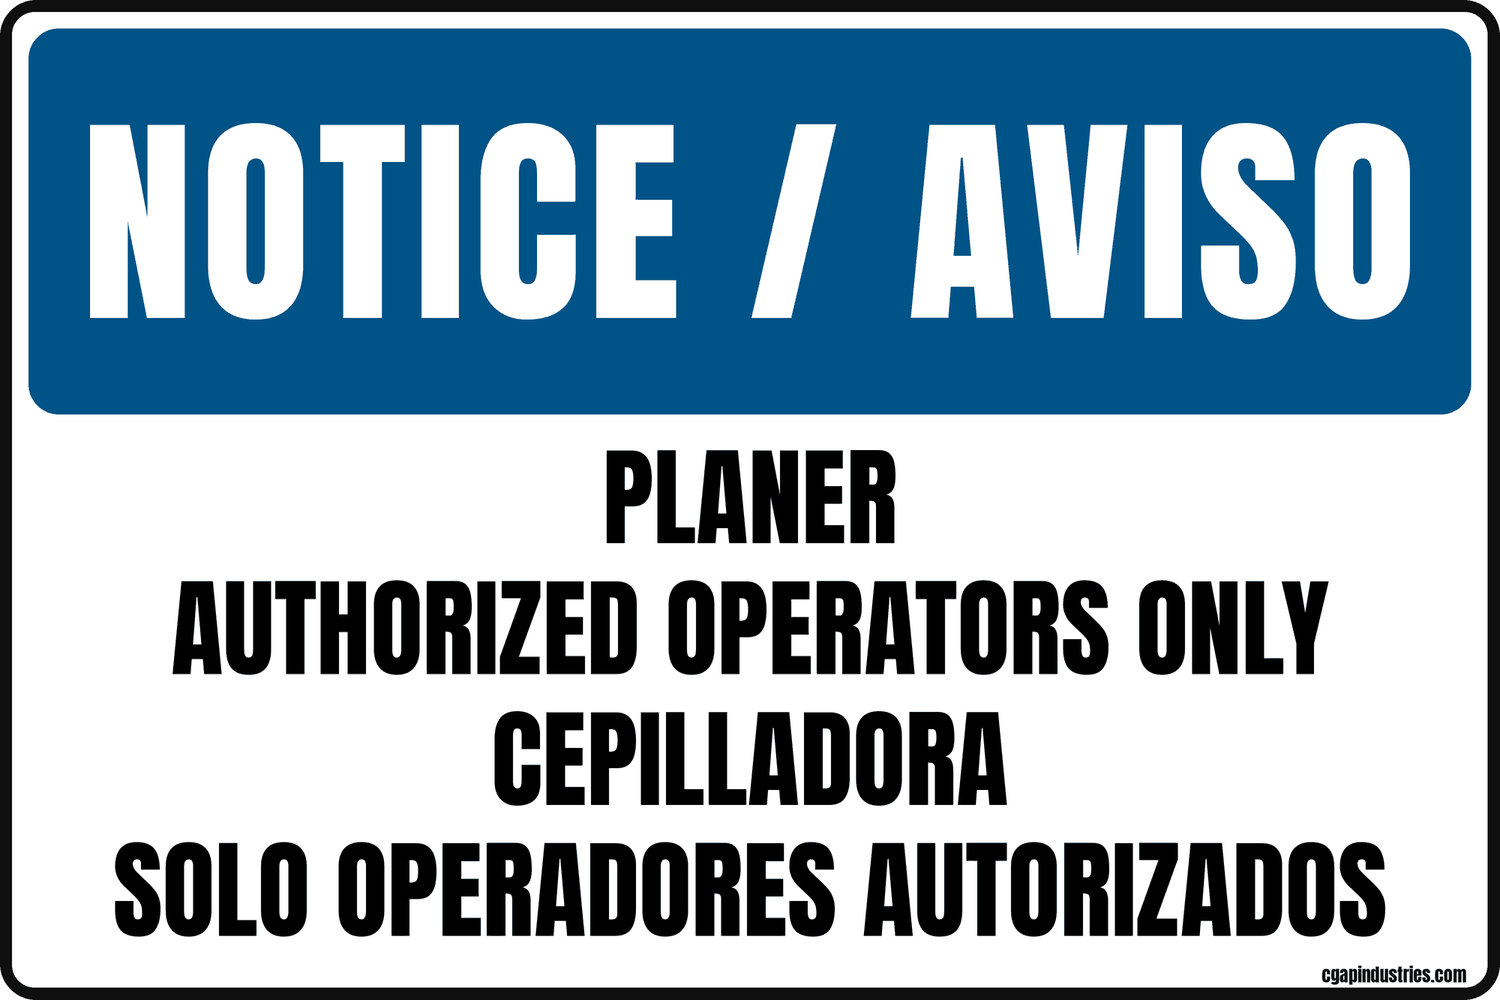 NOTICE / AVISO
PLANER
AUTHORIZED OPERATORS ONLY
CEPILLADORA
SOLO OPERADORES AUTORIZADOS
cgapindustries.com